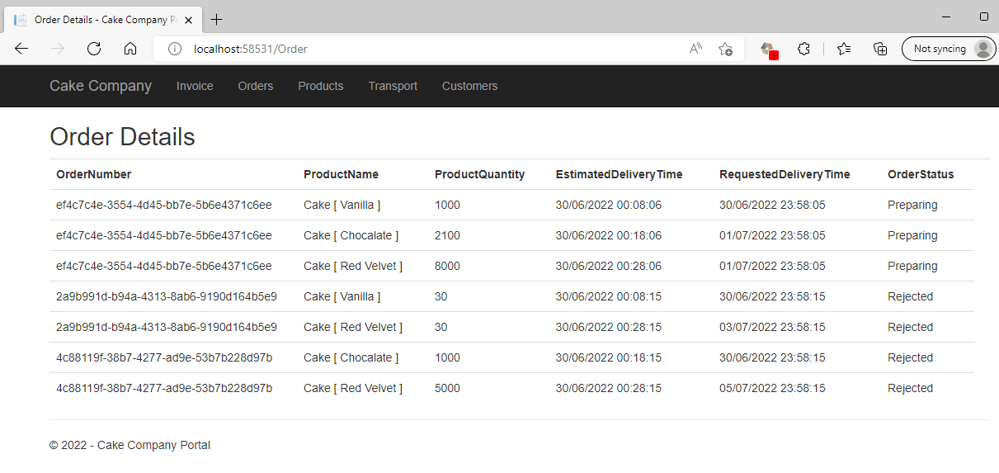 Order Details - Cake Company P
localhost:58531/Order
Not syncing
Cake Company Invoice Orders Products Transport Customers
Order Details
OrderNumber ProductName ProductQuantity EstimatedDeliveryTime RequestedDeliveryTime OrderStatus
ef4c7c4e-3554-4d45-bb7e-5b6e4371c6ee Cake [ Vanilla ] 1000 30/06/2022 00:08:06 30/06/2022 23:58:05 Preparing
ef4c7c4e-3554-4d45-bb7e-5b6e4371c6ee Cake [ Chocalate ] 2100 30/06/2022 00:18:06 01/07/2022 23:58:05 Preparing
ef4c7c4e-3554-4d45-bb7e-5b6e4371c6ee Cake [ Red Velvet ] 8000 30/06/2022 00:28:06 01/07/2022 23:58:05 Preparing
2a9b991d-b94a-4313-8ab6-9190d164b5e9 Cake [ Vanilla ] 30 30/06/2022 00:08:15 30/06/2022 23:58:15 Rejected
2a9b991d-b94a-4313-8ab6-9190d164b5e9 Cake [ Red Velvet ] 30 30/06/2022 00:28:15 03/07/2022 23:58:15 Rejected
4c88119f-38b7-4277-ad9e-53b7b228d97b Cake [ Chocalate ] 1000 30/06/2022 00:18:15 30/06/2022 23:58:15 Rejected
4c88119f-38b7-4277-ad9e-53b7b228d97b Cake [ Red Velvet ] 5000 30/06/2022 00:28:15 05/07/2022 23:58:15 Rejected
© 2022 - Cake Company Portal